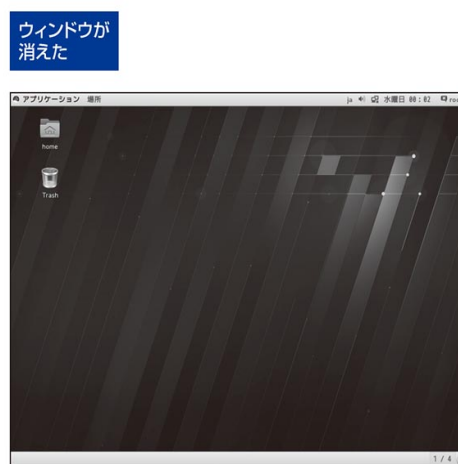 ウィンドウが
消えた
アプリケーション 場所
ja 水曜日 00:02
home
Trash
1 / 4